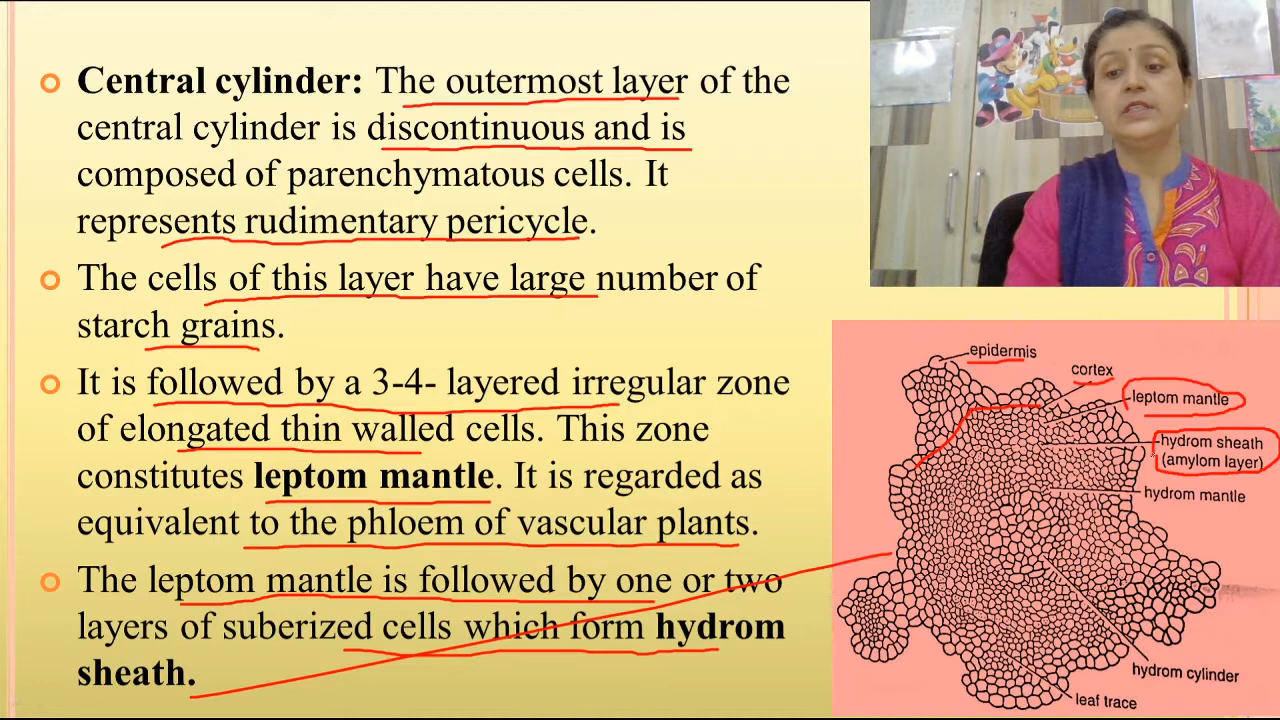 Central cylinder: The outermost layer of the
central cylinder is discontinuous and is
composed of parenchymatous cells. It
represents rudimentary pericycle.
The cells of this layer have large number of
starch grains.
It is followed by a 3-4- layered irregular zone
of elongated thin walled cells. This zone
constitutes leptom mantle. It is regarded as
equivalent to the phloem of vascular plants.
The leptom mantle is followed by one or two
layers of suberized cells which form hydrom
sheath.
epidermis
cortex
leptom mantle
hydrom sheath
(amylom layer)
hydrom mantle
hydrom cylinder
leaf trace